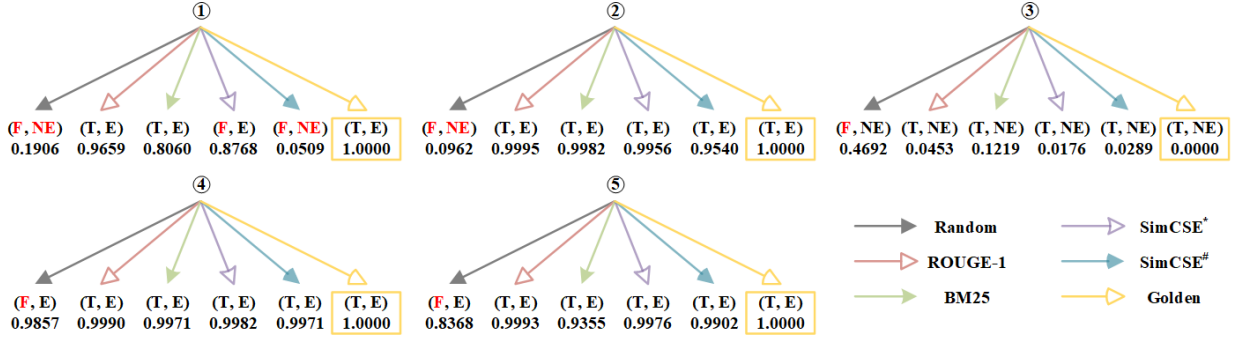 ① ② ③
(F, NE) (T, E) (T, E) (F, E) (F, NE) (T, E) (F, NE) (T, E) (T, E) (T, E) (T, E) (T, E) (F, NE) (T, NE) (T, NE) (T, NE) (T, NE) (T, NE)
0.1906 0.9659 0.8060 0.8768 0.0509 1.0000 0.0962 0.9995 0.9982 0.9956 0.9540 1.0000 0.4692 0.0453 0.1219 0.0176 0.0289 0.0000
④ ⑤
Random SimCSE*
ROUGE-1 SimCSE#
BM25 Golden
(F, E) (T, E) (T, E) (T, E) (T, E) (T, E) (F, E) (T, E) (T, E) (T, E) (T, E) (T, E)
0.9857 0.9990 0.9971 0.9982 0.9971 1.0000 0.8368 0.9993 0.9355 0.9976 0.9902 1.0000